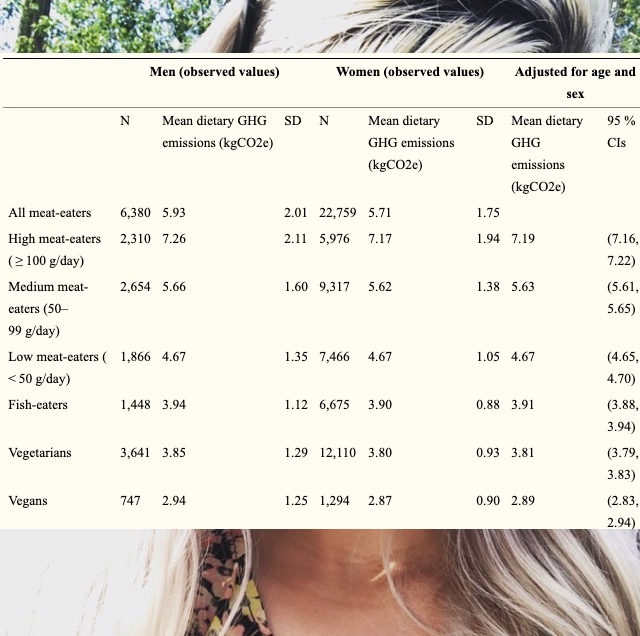 Men (observed values) Women (observed values) Adjusted for age and
sex
N Mean dietary GHG SD N Mean dietary SD Mean dietary 95 %
emissions (kgCO2e) GHG emissions GHG CIs
(kgCO2e) emissions
(kgCO2e)
All meat-eaters 6,380 5.93 2.01 22,759 5.71 1.75
High meat-eaters 2,310 7.26 2.11 5,976 7.17 1.94 7.19 (7.16,
(≥ 100 g/day) 7.22)
Medium meat- 2,654 5.66 1.60 9,317 5.62 1.38 5.63 (5.61,
eaters (50– 5.65)
99 g/day)
Low meat-eaters ( 1,866 4.67 1.35 7,466 4.67 1.05 4.67 (4.65,
< 50 g/day) 4.70)
Fish-eaters 1,448 3.94 1.12 6,675 3.90 0.88 3.91 (3.88,
3.94)
Vegetarians 3,641 3.85 1.29 12,110 3.80 0.93 3.81 (3.79,
3.83)
Vegans 747 2.94 1.25 1,294 2.87 0.90 2.89 (2.83,
2.94)